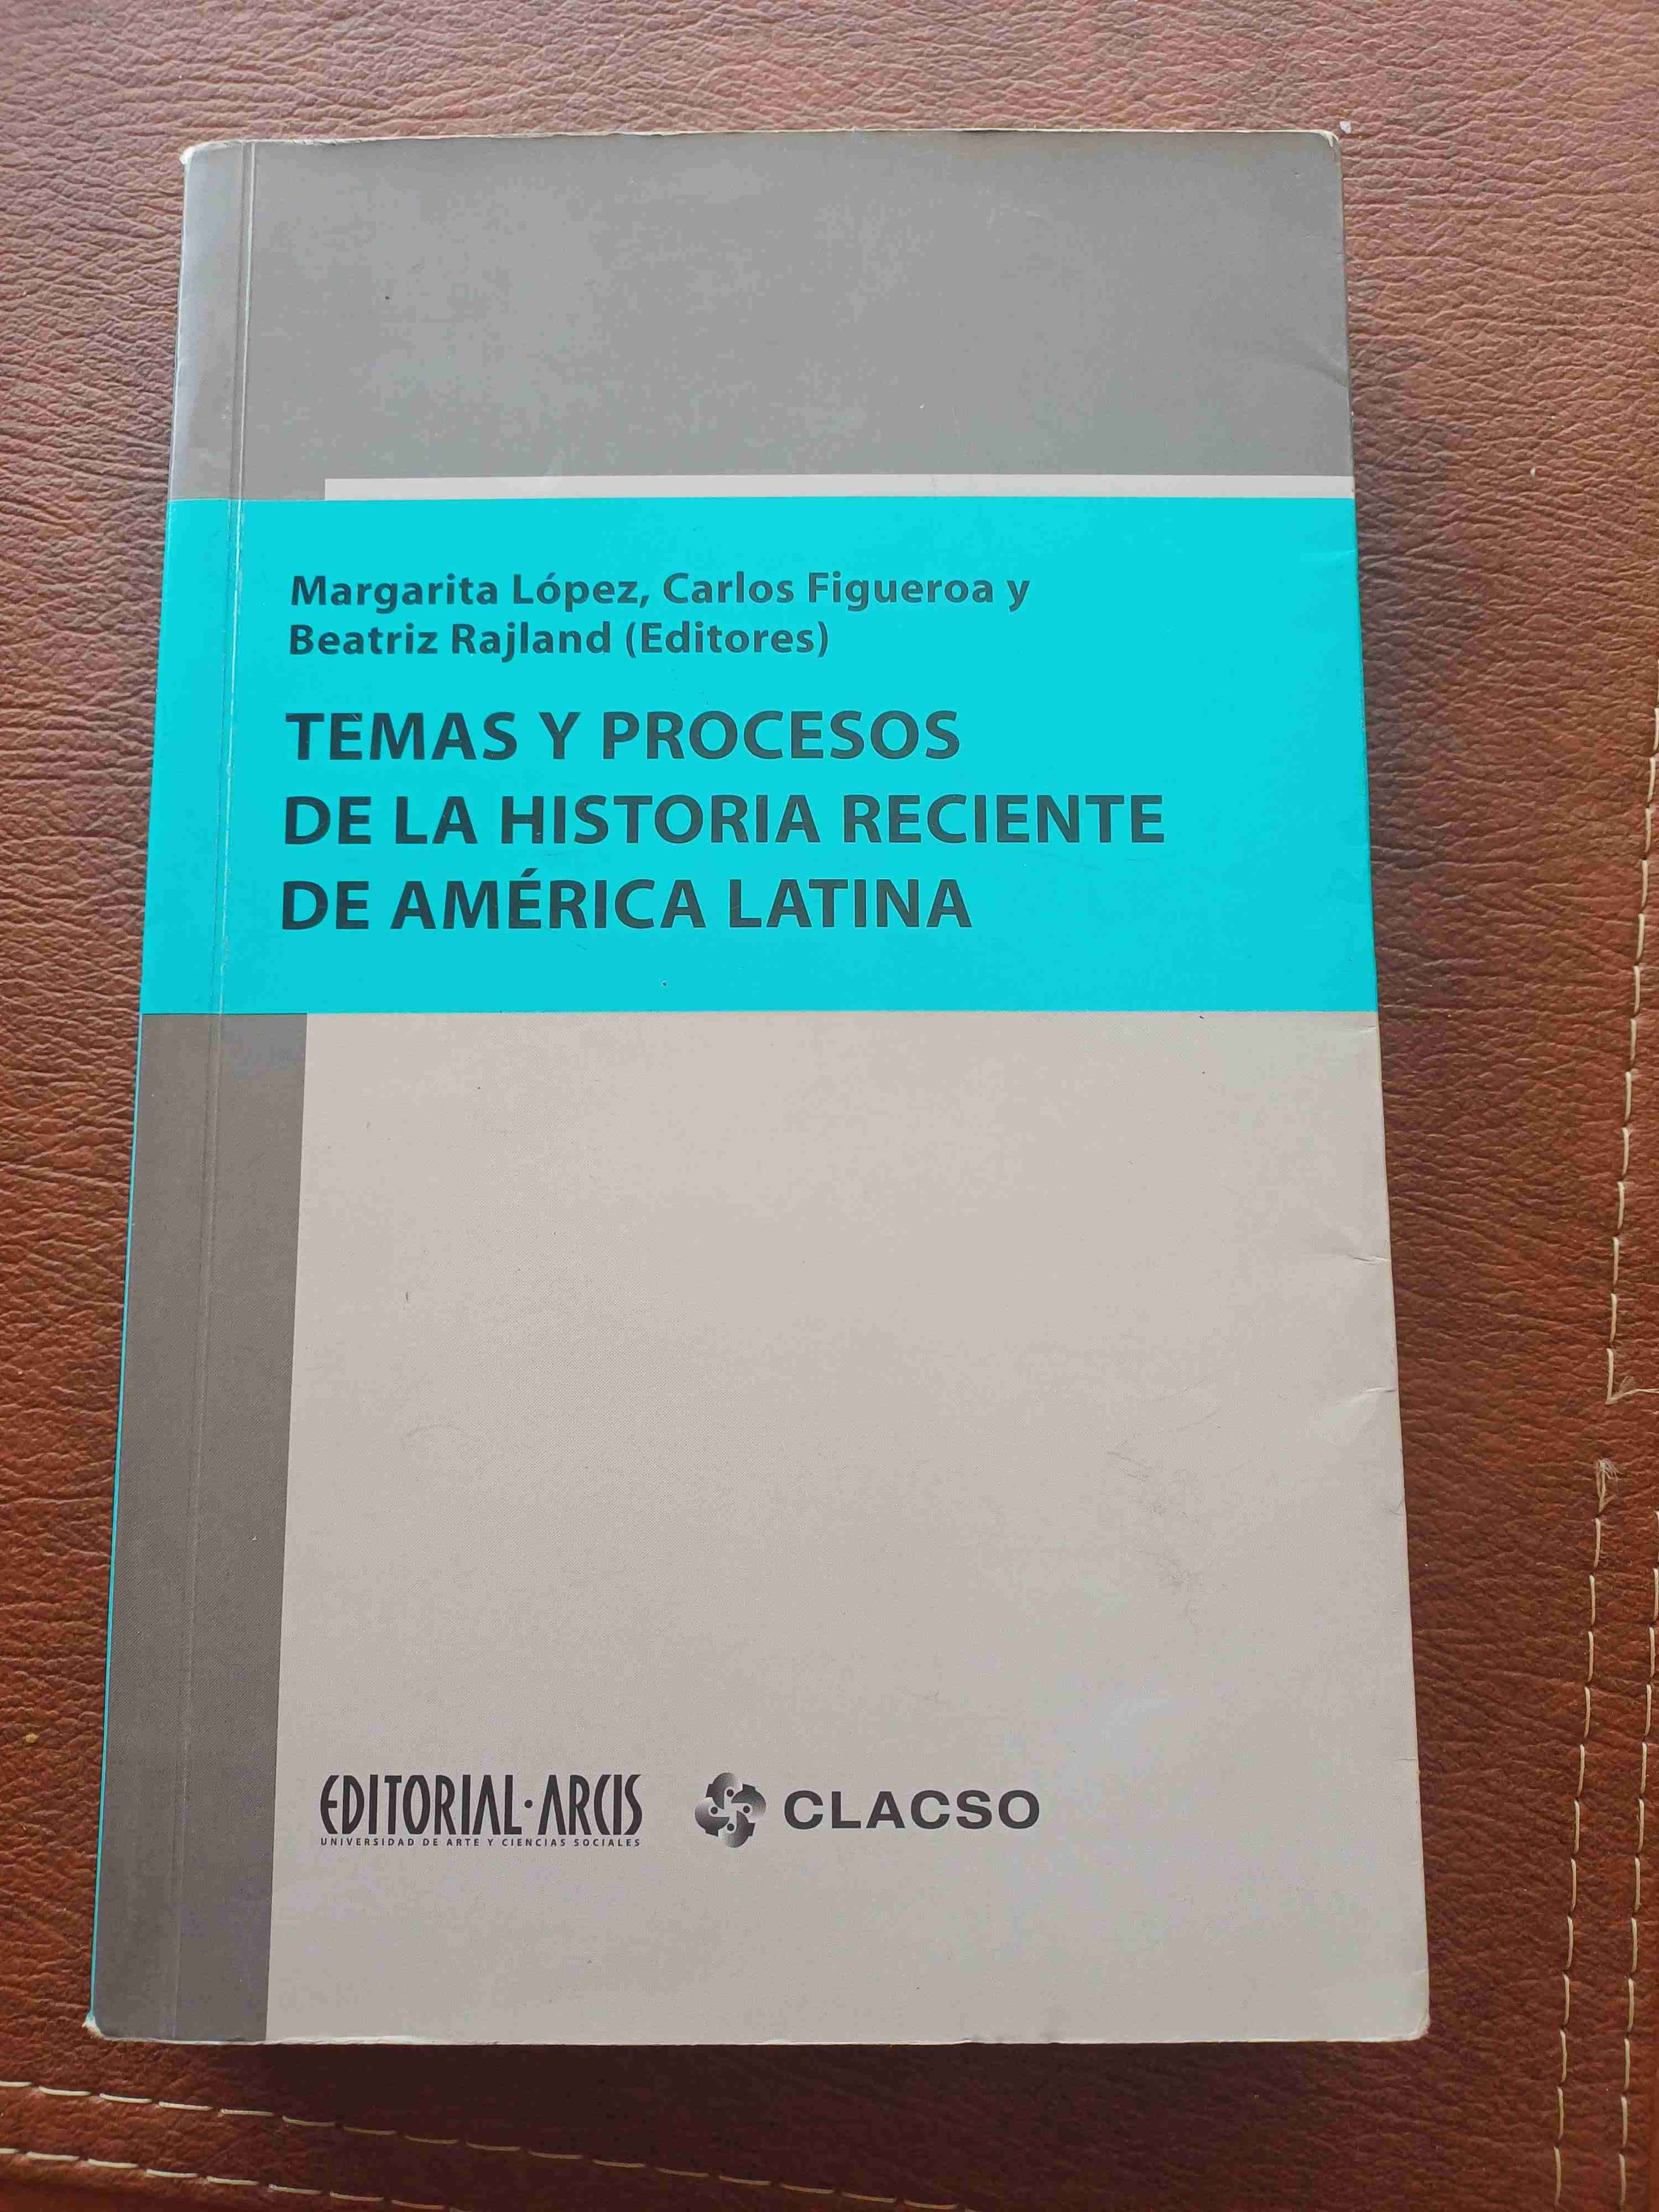 Margarita López, Carlos Figueroa y
Beatriz Rajland (Editores)
TEMAS Y PROCESOS
DE LA HISTORIA RECIENTE
DE AMÉRICA LATINA
EDITORIAL·ARCIS
UNIVERSIDAD DE ARTE Y CIENCIAS SOCIALES
CLACSO